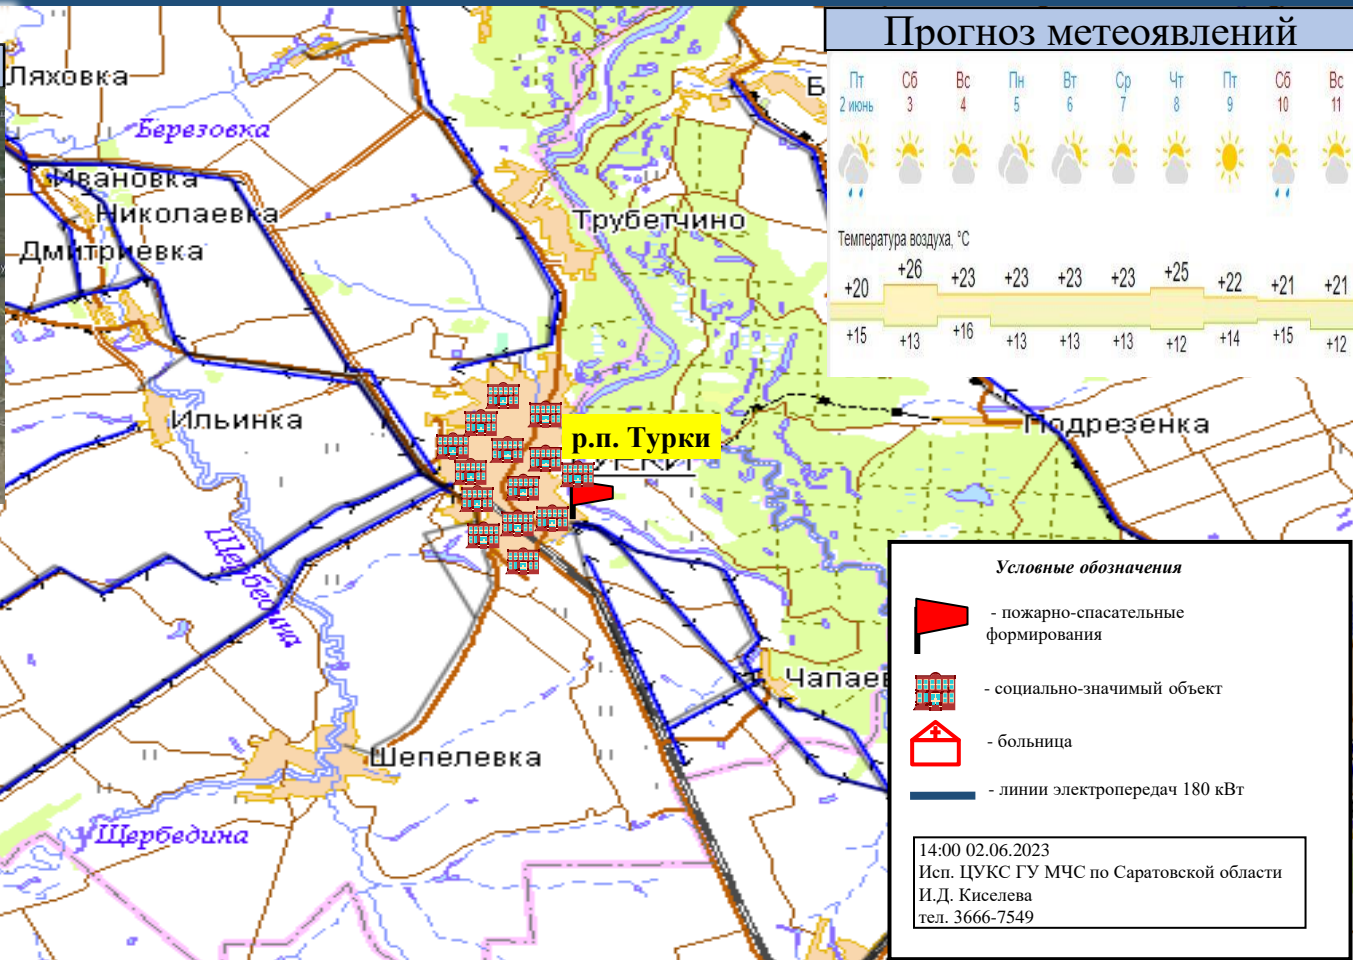 Прогноз метеоявлений
Пт Сб Вс Пн Вт Ср Чт Пт Сб Вс
2 июнь 3 4 5 6 7 8 9 10 11
Температура воздуха, °C
+20 +26 +23 +23 +23 +23 +25 +22 +21 +21
+15 +13 +16 +13 +13 +13 +12 +14 +15 +12
Ляховка
Березовка
Ивановка
Николаевка
Дмитриевка
Трубетчино
Ильинка
р.п. Турки
Подрезенка
Щербедина
Чапаев
Шепелевка
Щербедина
Условные обозначения
- пожарно-спасательные
формирования
- социально-значимый объект
- больница
- линии электропередач 180 кВт
14:00 02.06.2023
Исп. ЦУКС ГУ МЧС по Саратовской области
И.Д. Киселева
тел. 3666-7549